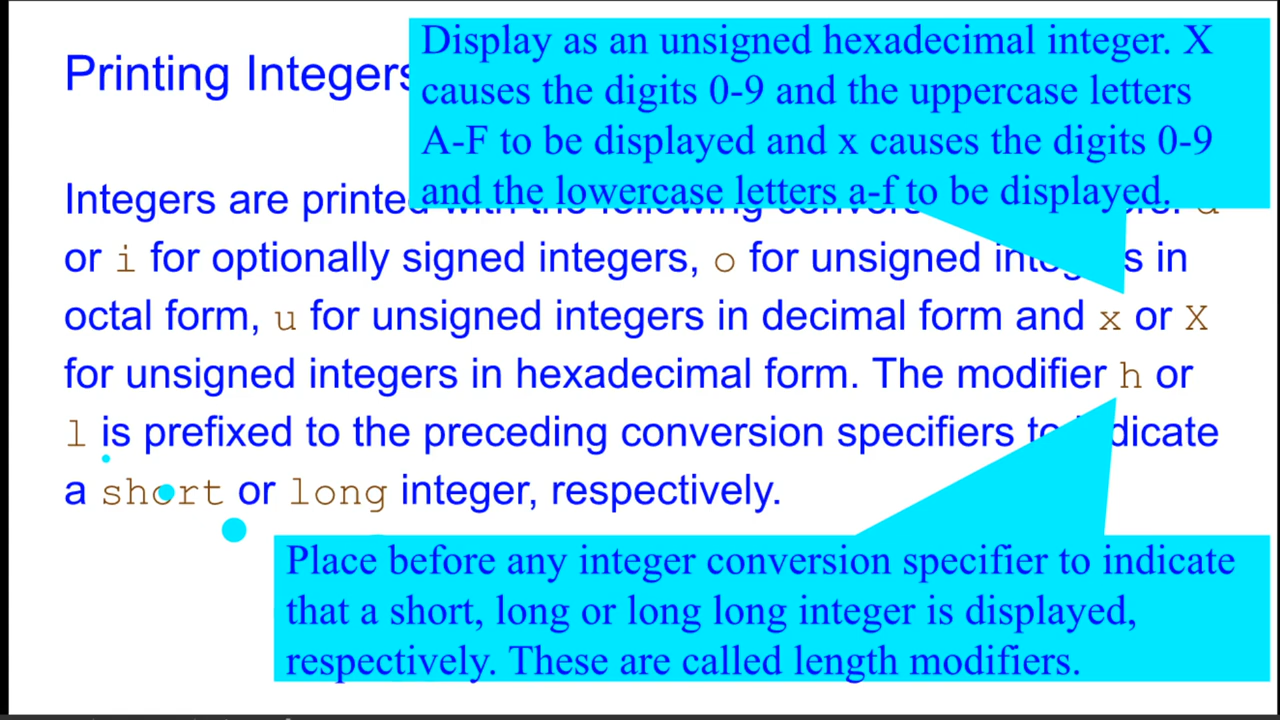 Printing Integers
Display as an unsigned hexadecimal integer. X
causes the digits 0-9 and the uppercase letters
A-F to be displayed and x causes the digits 0-9
and the lowercase letters a-f to be displayed.
Integers are printed with the following
or i for optionally signed integers, o for unsigned integers in
octal form, u for unsigned integers in decimal form and x or X
for unsigned integers in hexadecimal form. The modifier h or
l is prefixed to the preceding conversion specifiers to indicate
a short or long integer, respectively.
Place before any integer conversion specifier to indicate
that a short, long or long long integer is displayed,
respectively. These are called length modifiers.